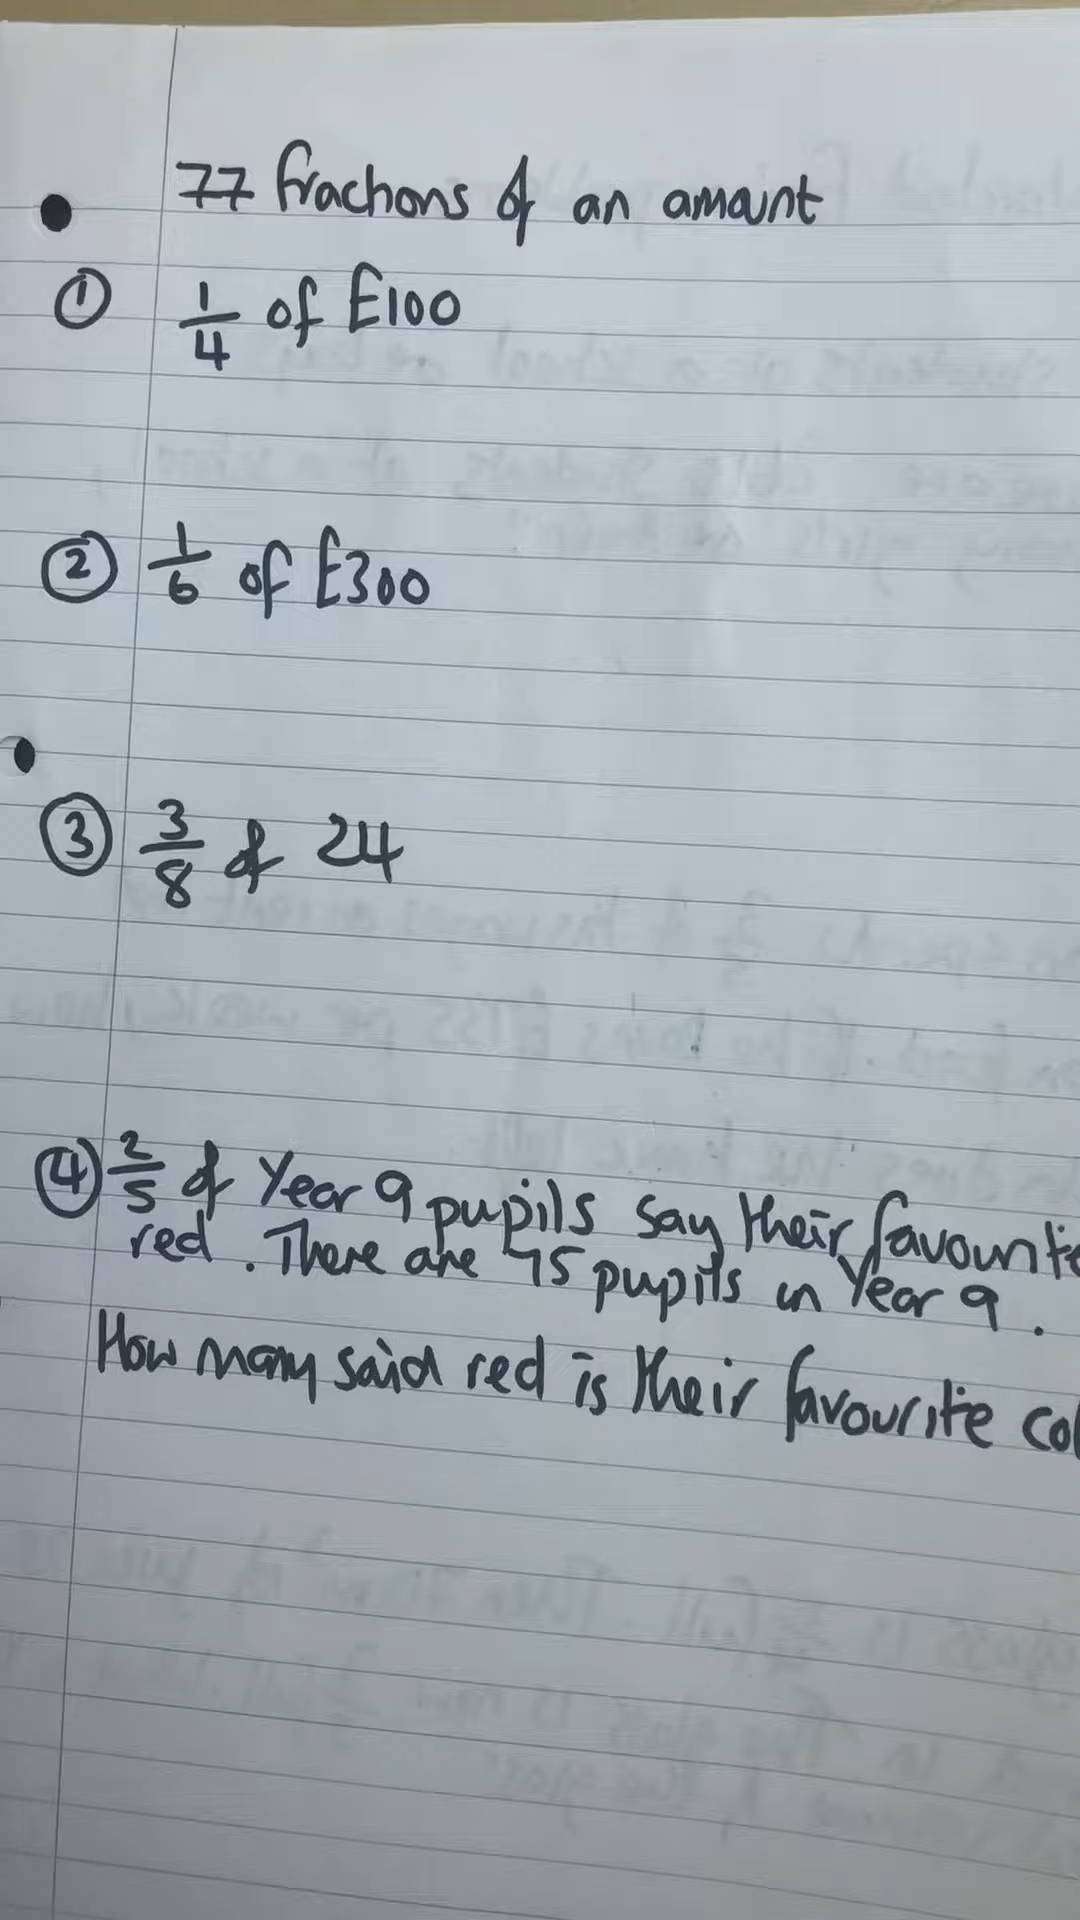 77 fractions of an amount
① 1/4 of £100
② 1/6 of £300
③ 3/8 of 24
④ 2/5 of Year 9 pupils say their favourite
red. There are 75 pupils in Year 9.
How many said red is their favourite col